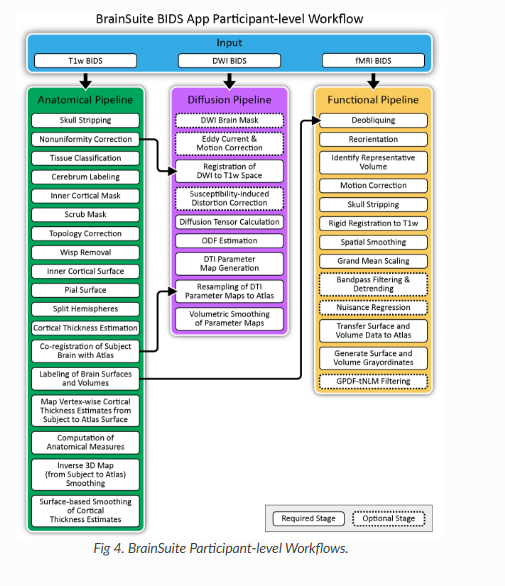 BrainSuite BIDS App Participant-level Workflow
Input
T1w BIDS
DWI BIDS
fMRI BIDS
Anatomical Pipeline
Skull Stripping
Nonuniformity Correction
Tissue Classification
Cerebrum Labeling
Inner Cortical Mask
Scrub Mask
Topology Correction
Wisp Removal
Inner Cortical Surface
Pial Surface
Split Hemispheres
Cortical Thickness Estimation
Co-registration of Subject
Brain with Atlas
Labeling of Brain Surfaces
and Volumes
Map Vertex-wise Cortical
Thickness Estimates from
Subject to Atlas Surface
Computation of
Anatomical Measures
Inverse 3D Map
(from Subject to Atlas)
Smoothing
Surface-based Smoothing
of Cortical
Thickness Estimates
Diffusion Pipeline
DWI Brain Mask
Eddy Current &
Motion Correction
Registration of
DWI to T1w Space
Susceptibility-induced
Distortion Correction
Diffusion Tensor Calculation
ODF Estimation
DTI Parameter
Map Generation
Resampling of DTI
Parameter Maps to Atlas
Volumetric Smoothing
of Parameter Maps
Functional Pipeline
Deobliquing
Reorientation
Identify Representative
Volume
Motion Correction
Skull Stripping
Rigid Registration to T1w
Spatial Smoothing
Grand Mean Scaling
Bandpass Filtering &
Detrending
Nuisance Regression
Transfer Surface and
Volume Data to Atlas
Generate Surface and
Volume Grayordinates
GPDF-tNLM Filtering
Required Stage
Optional Stage
Fig 4. BrainSuite Participant-level Workflows.